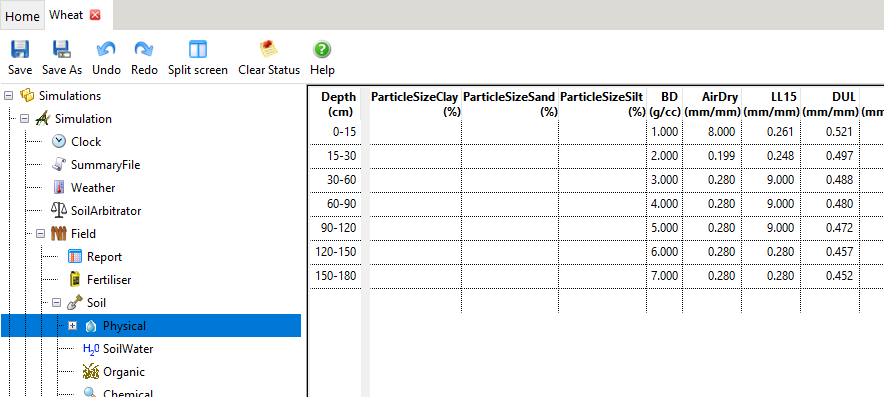 Home Wheat
Save Save As Undo Redo Split screen Clear Status Help
Simulations
Simulation
Clock
SummaryFile
Weather
SoilArbitrator
Field
Report
Fertiliser
Soil
Physical
H₂O SoilWater
Organic
Chemical
Depth ParticleSizeClay ParticleSizeSand ParticleSizeSilt BD AirDry LL15 DUL
(cm) (%) (%) (%) (g/cc) (mm/mm) (mm/mm) (mm/mm) (mm
0-15 1.000 8.000 0.261 0.521
15-30 2.000 0.199 0.248 0.497
30-60 3.000 0.280 9.000 0.488
60-90 4.000 0.280 9.000 0.480
90-120 5.000 0.280 9.000 0.472
120-150 6.000 0.280 0.280 0.457
150-180 7.000 0.280 0.280 0.452